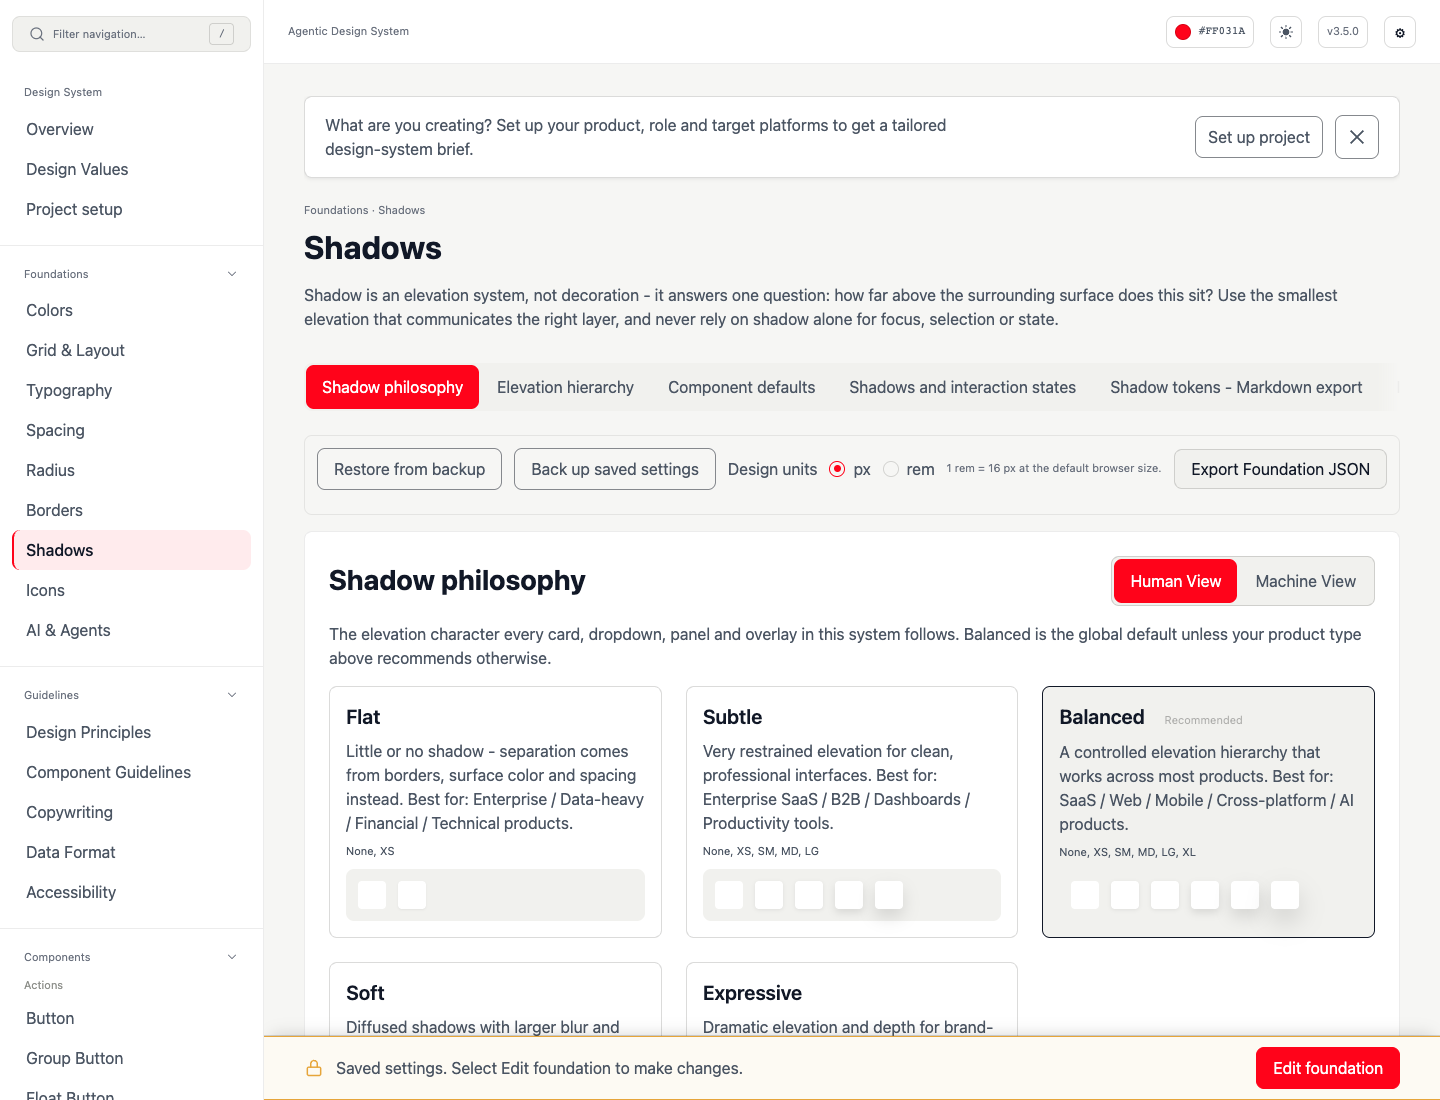 Filter navigation...
/
Agentic Design System
#FF031A
v3.5.0
Design System
Overview
Design Values
Project setup
Foundations
Colors
Grid & Layout
Typography
Spacing
Radius
Borders
Shadows
Icons
AI & Agents
Guidelines
Design Principles
Component Guidelines
Copywriting
Data Format
Accessibility
Components
Actions
Button
Group Button
Float Button
What are you creating? Set up your product, role and target platforms to get a tailored
design-system brief.
Set up project
Foundations · Shadows
Shadows
Shadow is an elevation system, not decoration - it answers one question: how far above the surrounding surface does this sit? Use the smallest
elevation that communicates the right layer, and never rely on shadow alone for focus, selection or state.
Shadow philosophy
Elevation hierarchy
Component defaults
Shadows and interaction states
Shadow tokens - Markdown export
Restore from backup
Back up saved settings
Design units
px
rem
1 rem = 16 px at the default browser size.
Export Foundation JSON
Shadow philosophy
Human View
Machine View
The elevation character every card, dropdown, panel and overlay in this system follows. Balanced is the global default unless your product type
above recommends otherwise.
Flat
Little or no shadow - separation comes
from borders, surface color and spacing
instead. Best for: Enterprise / Data-heavy
/ Financial / Technical products.
None, XS
Subtle
Very restrained elevation for clean,
professional interfaces. Best for:
Enterprise SaaS / B2B / Dashboards /
Productivity tools.
None, XS, SM, MD, LG
Balanced
Recommended
A controlled elevation hierarchy that
works across most products. Best for:
SaaS / Web / Mobile / Cross-platform / AI
products.
None, XS, SM, MD, LG, XL
Soft
Diffused shadows with larger blur and
Expressive
Dramatic elevation and depth for brand-
Saved settings. Select Edit foundation to make changes.
Edit foundation